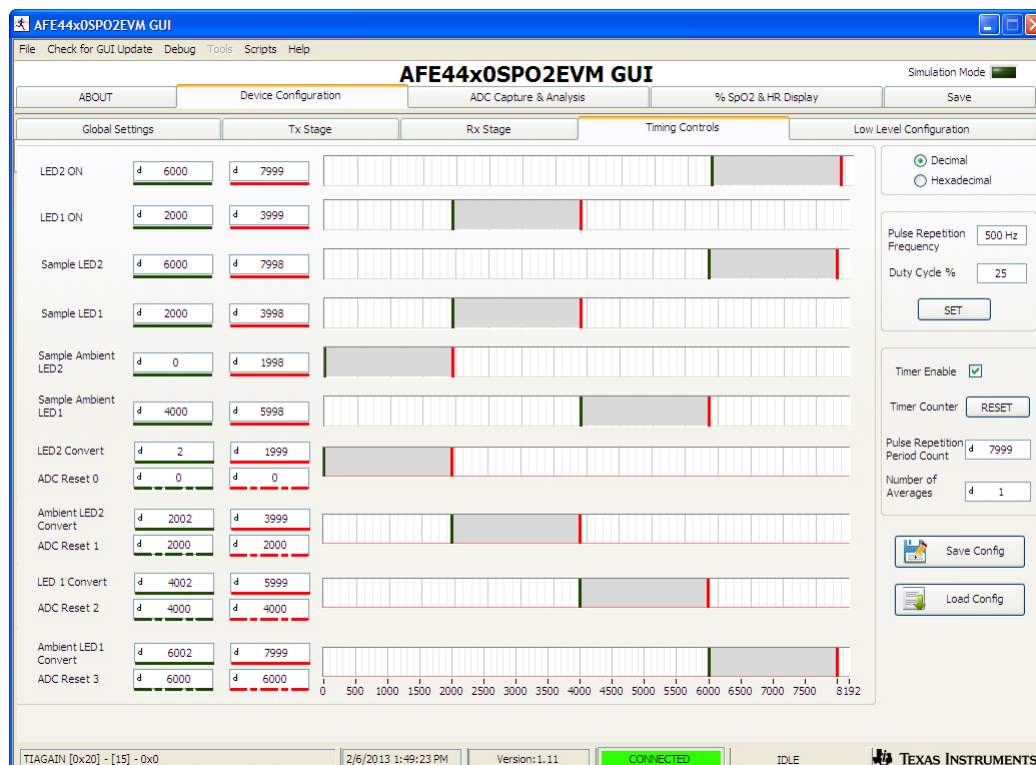 AFE44x0SPO2EVM GUI
File Check for GUI Update Debug Tools Scripts Help
AFE44x0SPO2EVM GUI
Simulation Mode
ABOUT Device Configuration ADC Capture & Analysis % SpO2 & HR Display Save
Global Settings Tx Stage Rx Stage Timing Controls Low Level Configuration
LED2 ON d 6000 d 7999
LED1 ON d 2000 d 3999
Sample LED2 d 6000 d 7998
Sample LED1 d 2000 d 3998
Sample Ambient
LED2 d 0 d 1998
Sample Ambient
LED1 d 4000 d 5998
LED2 Convert d 2 d 1999
ADC Reset 0 d 0 d 0
Ambient LED2
Convert d 2002 d 3999
ADC Reset 1 d 2000 d 2000
LED 1 Convert d 4002 d 5999
ADC Reset 2 d 4000 d 4000
Ambient LED1
Convert d 6002 d 7999
ADC Reset 3 d 6000 d 6000
0 500 1000 1500 2000 2500 3000 3500 4000 4500 5000 5500 6000 6500 7000 7500 8192
Decimal
Hexadecimal
Pulse Repetition
Frequency 500 Hz
Duty Cycle % 25
SET
Timer Enable
Timer Counter RESET
Pulse Repetition
Period Count d 7999
Number of
Averages d 1
Save Config
Load Config
TIAGAIN [0x20] - [15] - 0x0 2/6/2013 1:49:23 PM Version: 1.11 CONNECTED IDLE TEXAS INSTRUMENTS